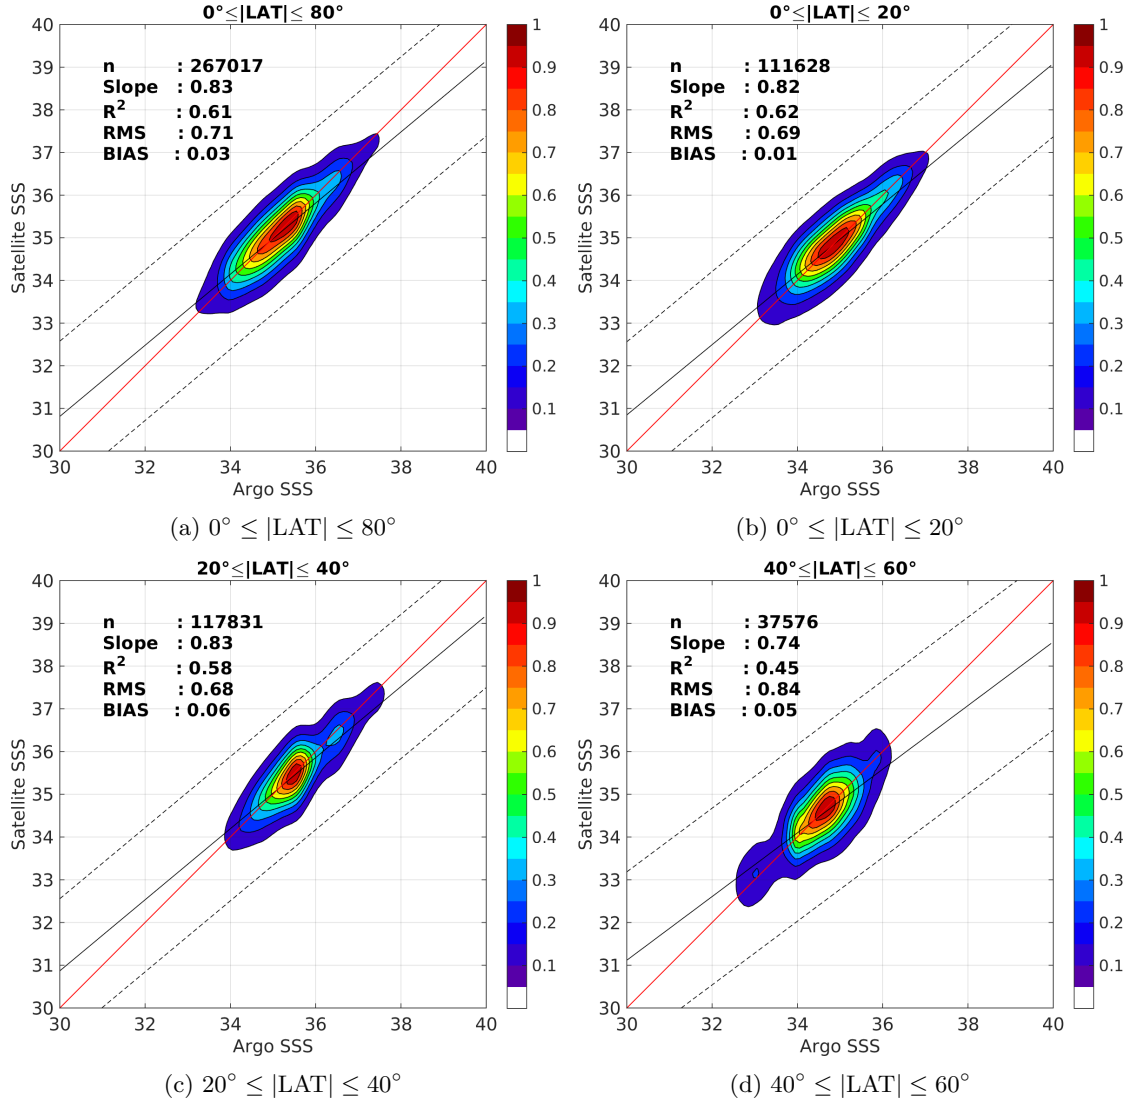 0°≤|LAT|≤ 80°
n : 267017
Slope : 0.83
R² : 0.61
RMS : 0.71
BIAS : 0.03
40
39
38
37
36
35
34
33
32
31
30
30 32 34 36 38 40
Satellite SSS
Argo SSS
1
0.9
0.8
0.7
0.6
0.5
0.4
0.3
0.2
0.1
(a) 0° ≤ |LAT| ≤ 80°
0°≤|LAT|≤ 20°
n : 111628
Slope : 0.82
R² : 0.62
RMS : 0.69
BIAS : 0.01
40
39
38
37
36
35
34
33
32
31
30
30 32 34 36 38 40
Satellite SSS
Argo SSS
1
0.9
0.8
0.7
0.6
0.5
0.4
0.3
0.2
0.1
(b) 0° ≤ |LAT| ≤ 20°
20°≤|LAT|≤ 40°
n : 117831
Slope : 0.83
R² : 0.58
RMS : 0.68
BIAS : 0.06
40
39
38
37
36
35
34
33
32
31
30
30 32 34 36 38 40
Satellite SSS
Argo SSS
1
0.9
0.8
0.7
0.6
0.5
0.4
0.3
0.2
0.1
(c) 20° ≤ |LAT| ≤ 40°
40°≤|LAT|≤ 60°
n : 37576
Slope : 0.74
R² : 0.45
RMS : 0.84
BIAS : 0.05
40
39
38
37
36
35
34
33
32
31
30
30 32 34 36 38 40
Satellite SSS
Argo SSS
1
0.9
0.8
0.7
0.6
0.5
0.4
0.3
0.2
0.1
(d) 40° ≤ |LAT| ≤ 60°